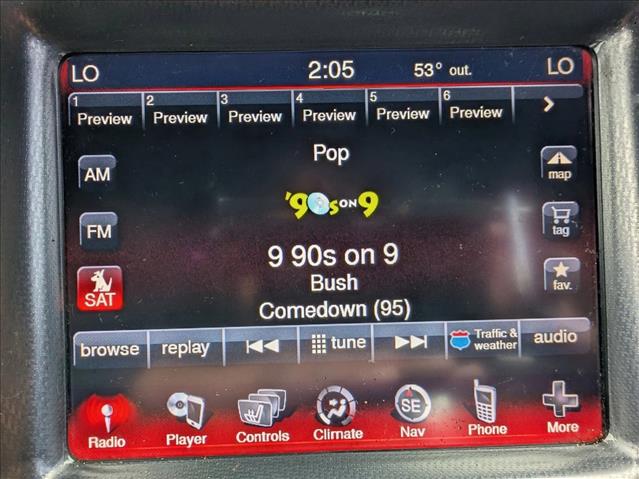 LO 2:05 53° out. LO
1 2 3 4 5 6
Preview Preview Preview Preview Preview Preview >
Pop
AM
map
'90s ON 9
FM
tag
9 90s on 9
Bush
SAT
fav.
Comedown (95)
browse replay tune Traffic & weather audio
SE
Radio Player Controls Climate Nav Phone More